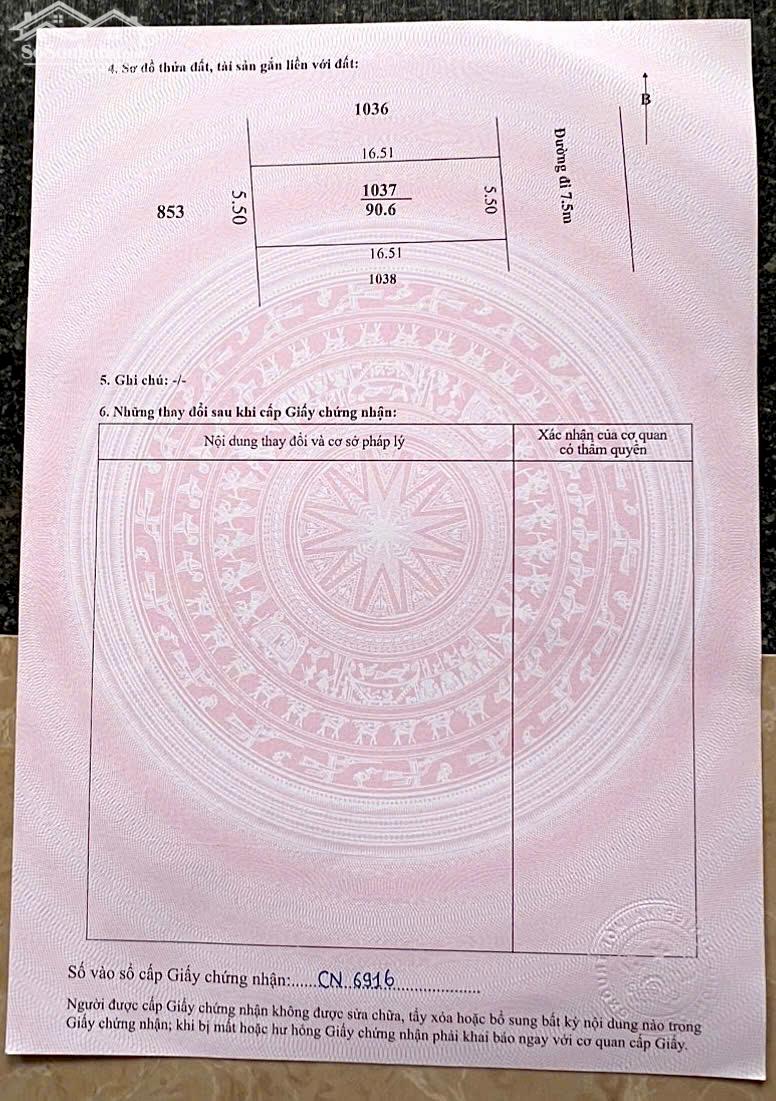 4. Sơ đồ thửa đất, tài sản gắn liền với đất:
1036
B
16.51
Đường đi 7.5m
853
5.50
1037
90.6
5.50
16.51
1038
5. Ghi chú: -/-
6. Những thay đổi sau khi cấp Giấy chứng nhận:
Nội dung thay đổi và cơ sở pháp lý
Xác nhận của cơ quan
có thẩm quyền
Số vào sổ cấp Giấy chứng nhận:......CN 6916....................
Người được cấp Giấy chứng nhận không được sửa chữa, tẩy xóa hoặc bổ sung bất kỳ nội dung nào trong
Giấy chứng nhận; khi bị mất hoặc hư hỏng Giấy chứng nhận phải khai báo ngay với cơ quan cấp Giấy.